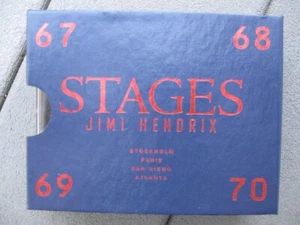 67 68
STAGES
JIMI HENDRIX
STOCKHOLM
PARIS
SAN DIEGO
ATLANTA
69 70